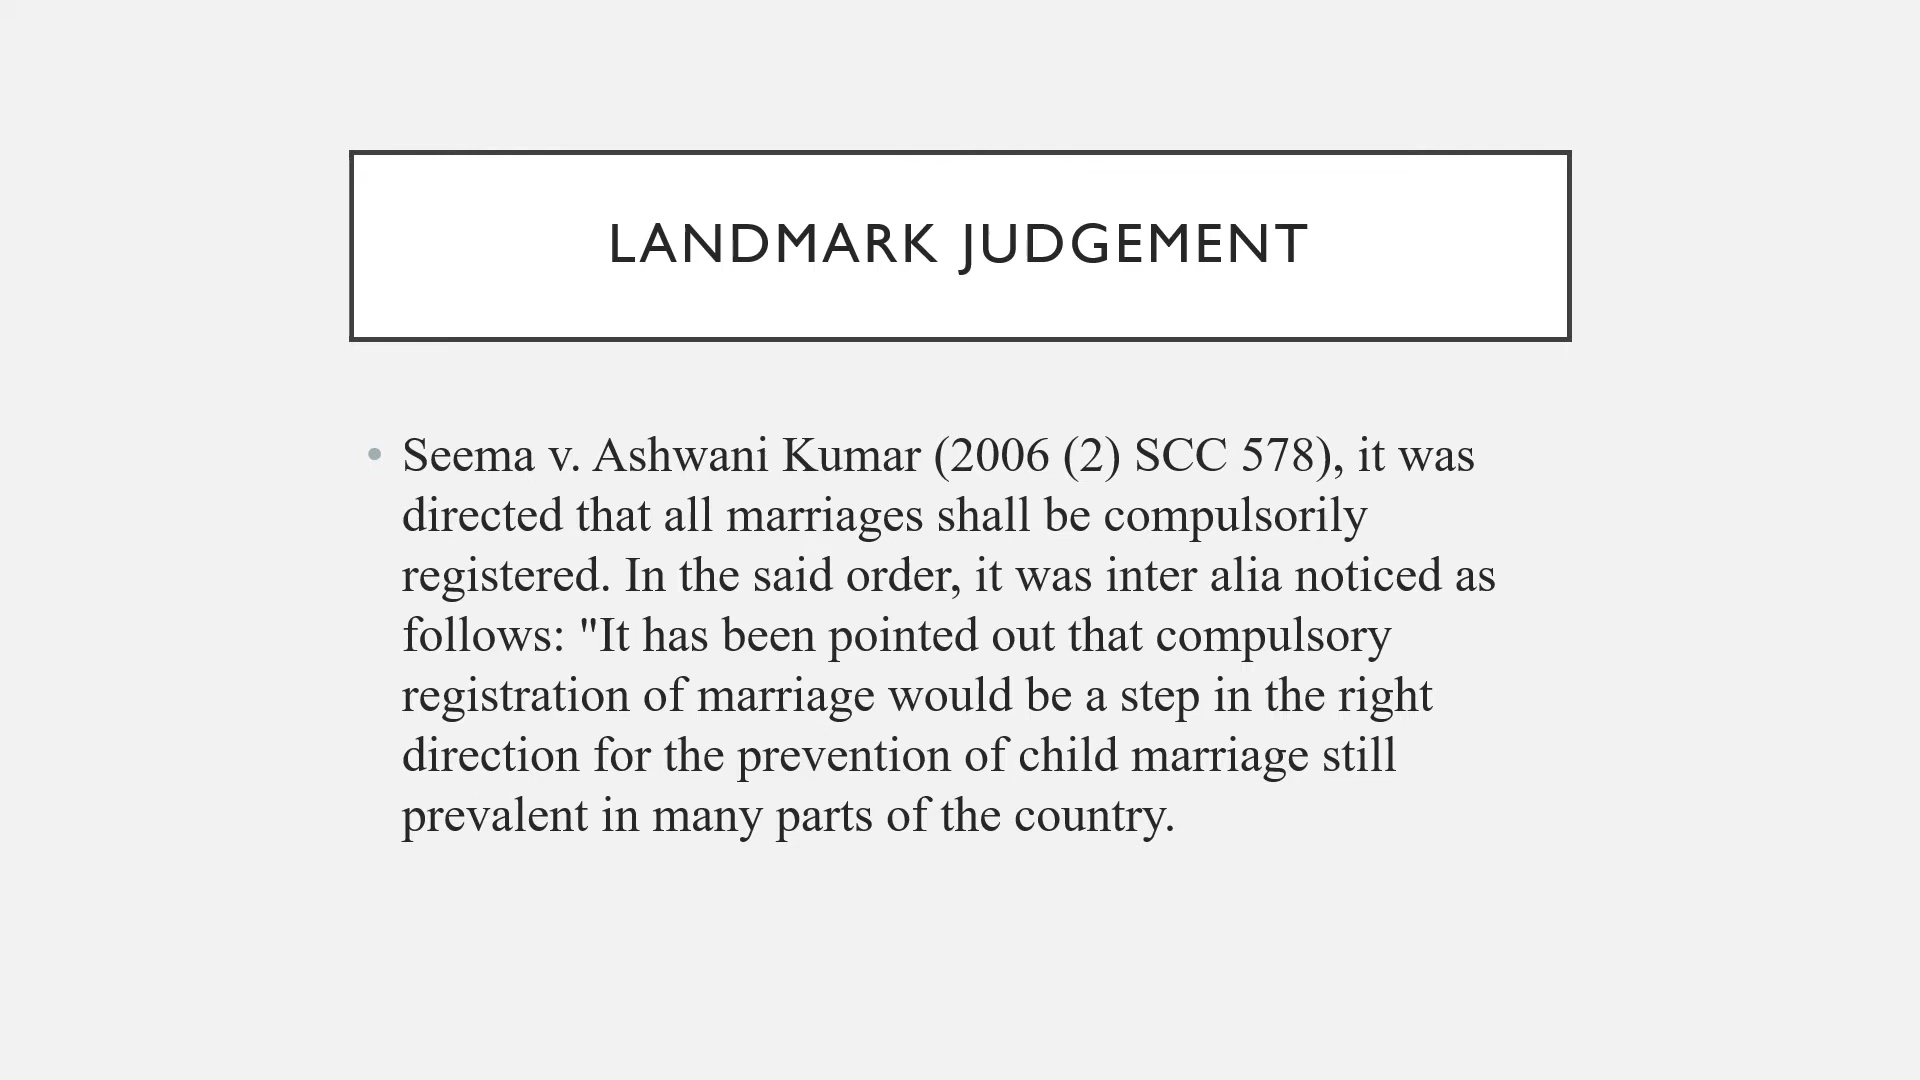 LANDMARK JUDGEMENT
• Seema v. Ashwani Kumar (2006 (2) SCC 578), it was
directed that all marriages shall be compulsorily
registered. In the said order, it was inter alia noticed as
follows: "It has been pointed out that compulsory
registration of marriage would be a step in the right
direction for the prevention of child marriage still
prevalent in many parts of the country.